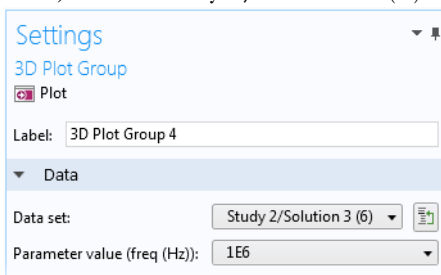 Settings
3D Plot Group
Plot
Label: 3D Plot Group 4
Data
Data set: Study 2/Solution 3 (6)
Parameter value (freq (Hz)): 1E6